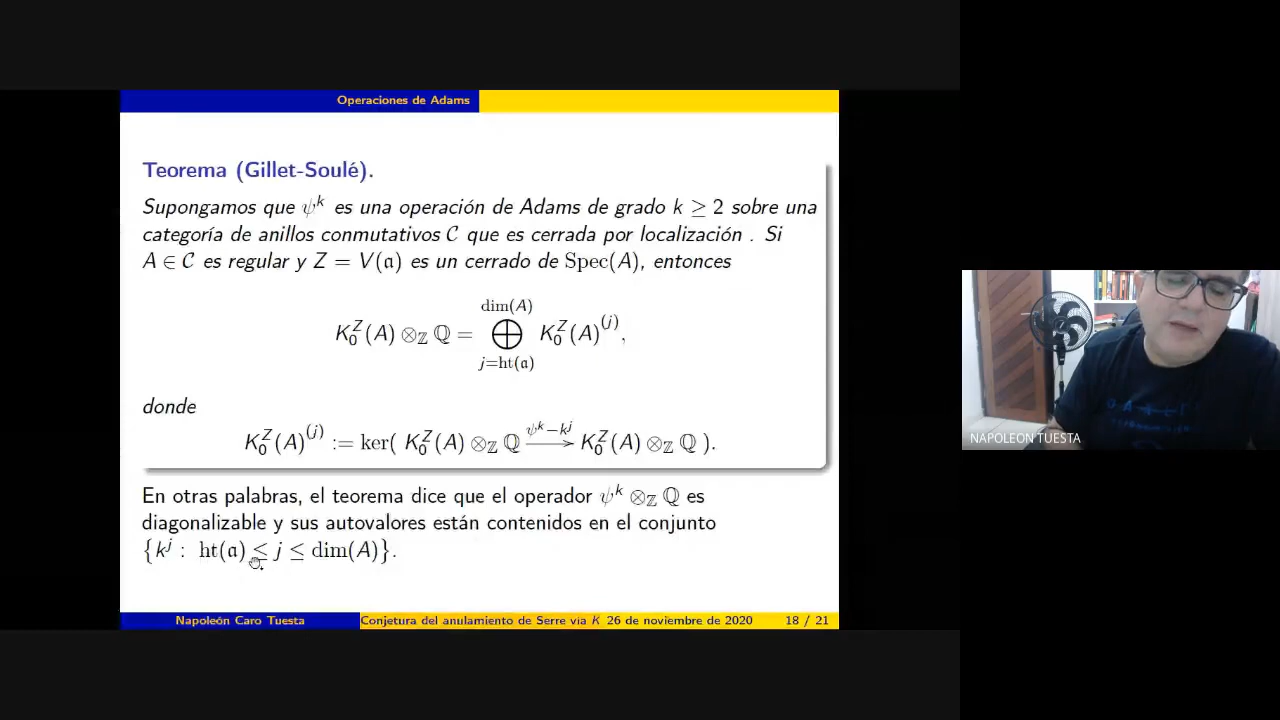 Operaciones de Adams
Teorema (Gillet-Soulé).
Supongamos que ψ^k es una operación de Adams de grado k ≥ 2 sobre una
categoría de anillos conmutativos 𝒞 que es cerrada por localización . Si
A ∈ 𝒞 es regular y Z = V(𝔞) es un cerrado de Spec(A), entonces
K_0^Z(A) ⊗_ℤ ℚ = ⊕_{j=ht(𝔞)}^{dim(A)} K_0^Z(A)^{(j)},
donde
K_0^Z(A)^{(j)} := ker( K_0^Z(A) ⊗_ℤ ℚ \xrightarrow{ψ^k−k^j} K_0^Z(A) ⊗_ℤ ℚ ).
En otras palabras, el teorema dice que el operador ψ^k ⊗_ℤ ℚ es
diagonalizable y sus autovalores están contenidos en el conjunto
{k^j : ht(𝔞) ≤ j ≤ dim(A)}.
Napoleón Caro Tuesta Conjetura del anulamiento de Serre via K 26 de noviembre de 2020 18 / 21
NAPOLEON TUESTA